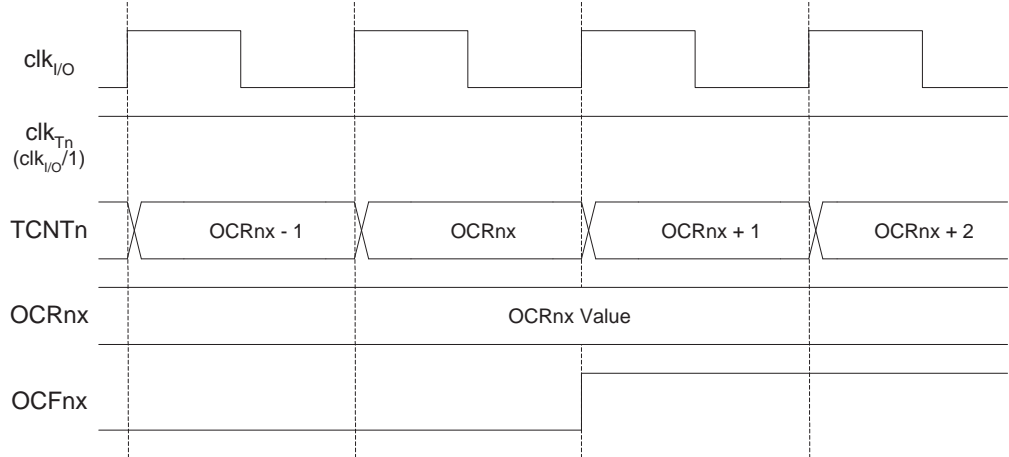 clkI/O
clkTn
(clkI/O/1)
TCNTn
OCRnx - 1
OCRnx
OCRnx + 1
OCRnx + 2
OCRnx
OCRnx Value
OCFnx